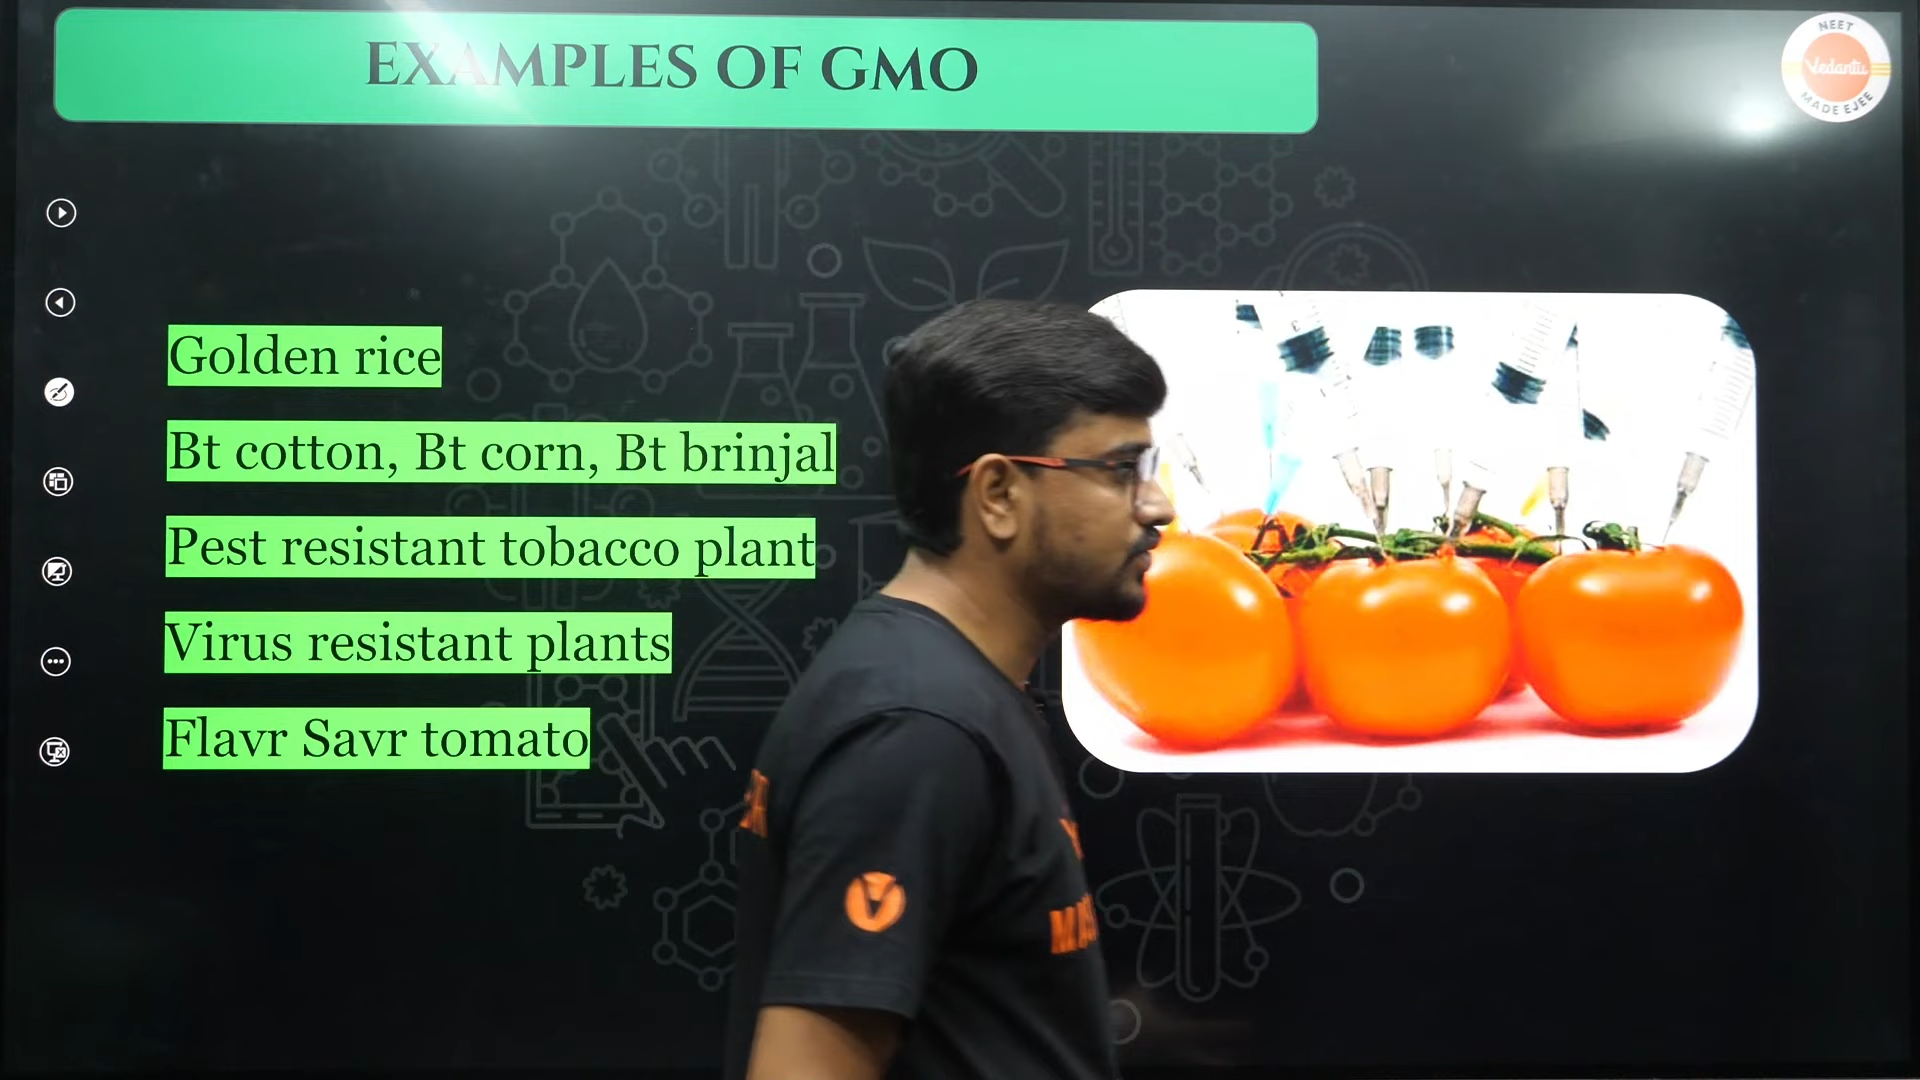 EXAMPLES OF GMO
NEET
Vedantu
MADE EJEE
Golden rice
Bt cotton, Bt corn, Bt brinjal
Pest resistant tobacco plant
Virus resistant plants
Flavr Savr tomato